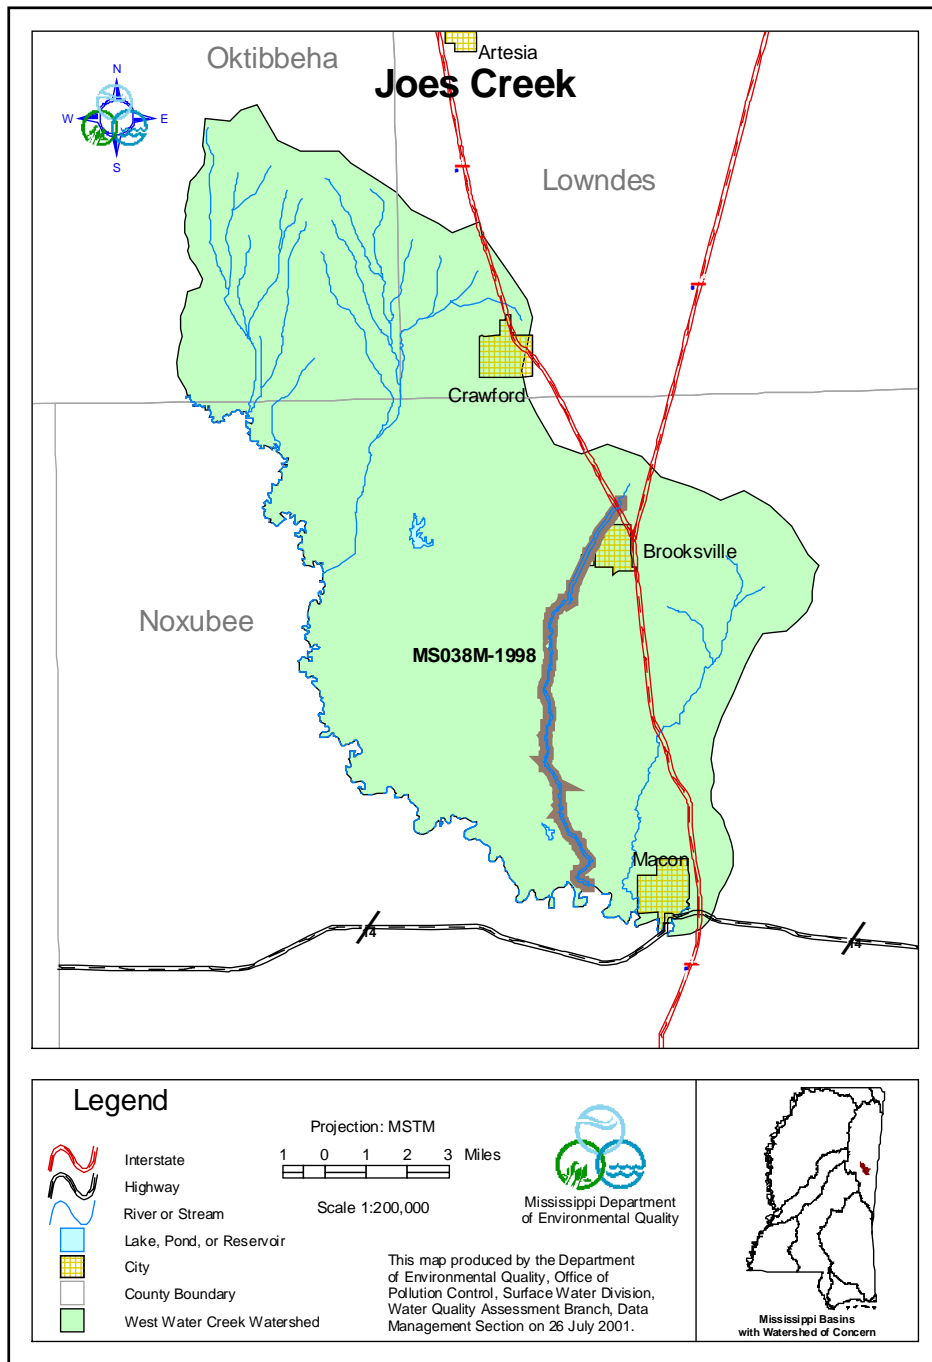 Oktibbeha
Artesia
Joes Creek
N
W
E
S
Lowndes
Crawford
Brooksville
Noxubee
MS038M-1998
Macon
14
14
Legend
Interstate
Highway
River or Stream
Lake, Pond, or Reservoir
City
County Boundary
West Water Creek Watershed
Projection: MSTM
1 0 1 2 3 Miles
Scale 1:200,000
Mississippi Department
of Environmental Quality
This map produced by the Department
of Environmental Quality, Office of
Pollution Control, Surface Water Division,
Water Quality Assessment Branch, Data
Management Section on 26 July 2001.
Mississippi Basins
with Watershed of Concern